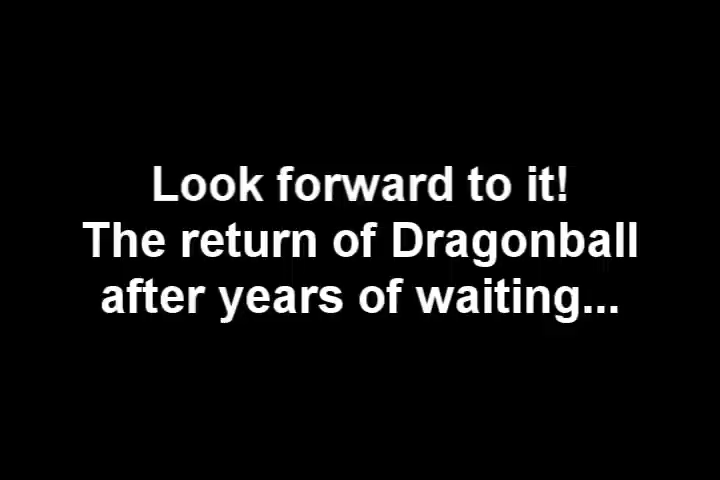 Look forward to it!
The return of Dragonball
after years of waiting...